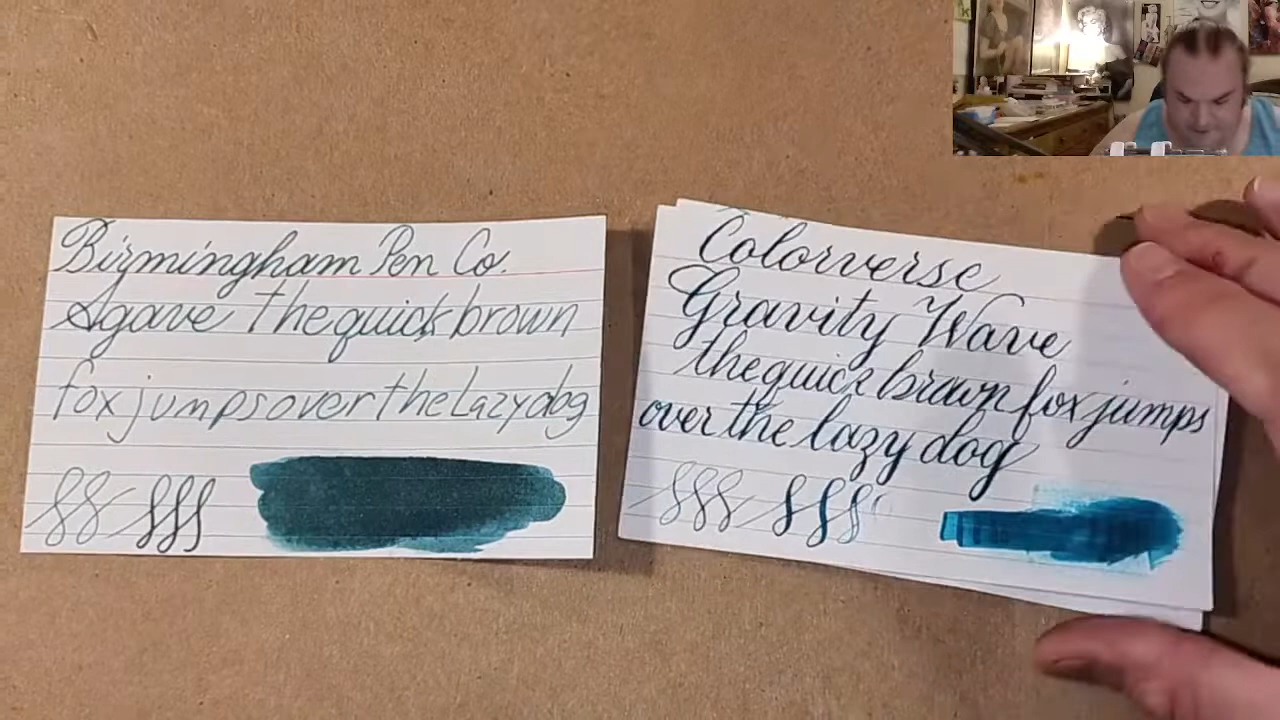 Birmingham Pen Co.
Agave the quick brown
fox jumps over the Lazy dog
Colorverse
Gravity Wave
the quick brown fox jumps
over the lazy dog